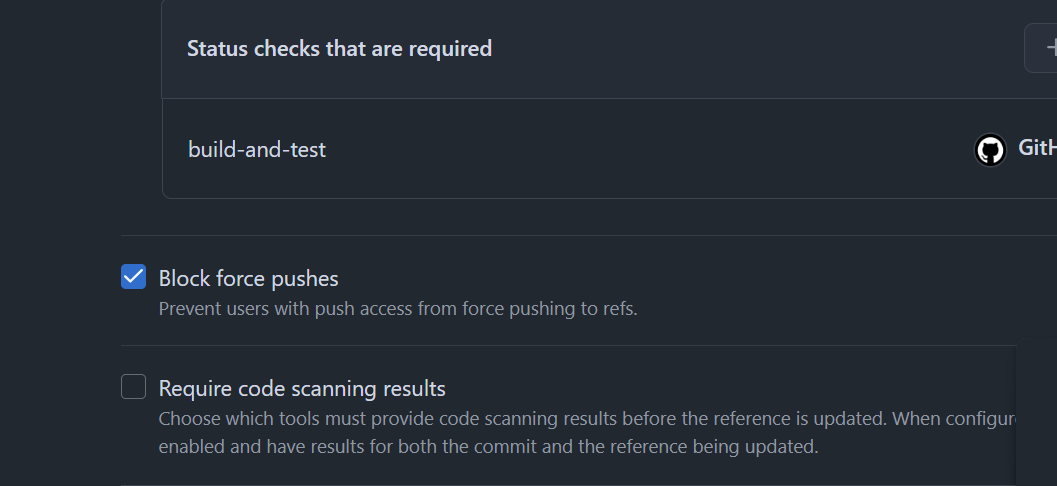 Status checks that are required
build-and-test
Block force pushes
Prevent users with push access from force pushing to refs.
Require code scanning results
Choose which tools must provide code scanning results before the reference is updated. When
enabled and have results for both the commit and the reference being updated.